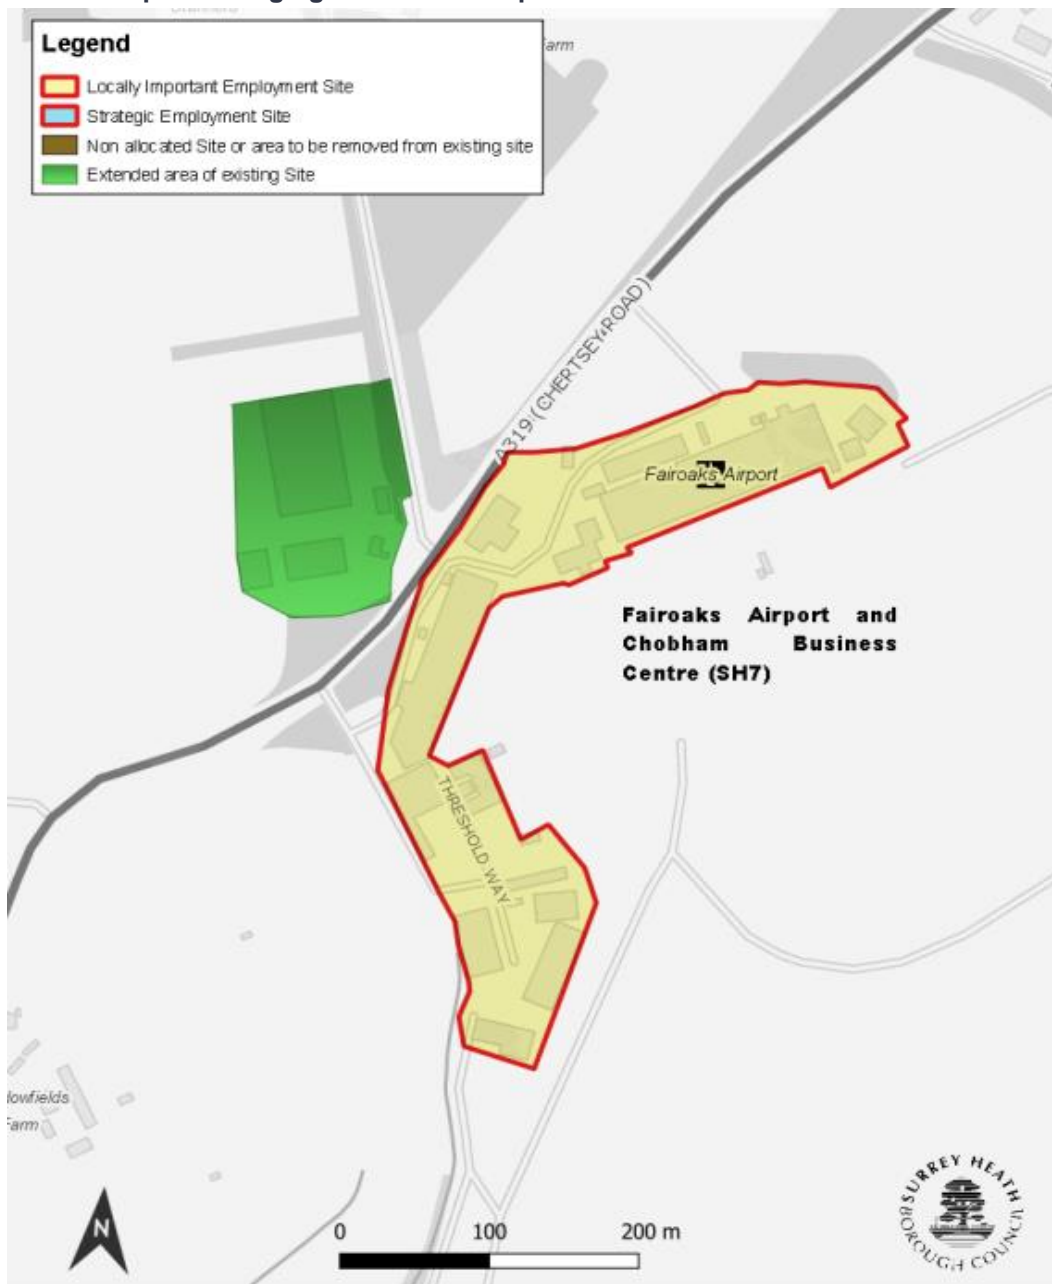 Legend
Locally Important Employment Site
Strategic Employment Site
Non allocated Site or area to be removed from existing site
Extended area of existing Site
arm
A319 (CHERTSEY ROAD)
Fairoaks Airport
Fairoaks Airport and
Chobham Business
Centre (SH7)
THRESHOLD WAY
lowfields
Farm
N
0 100 200 m
SURREY HEATH
BOROUGH COUNCIL